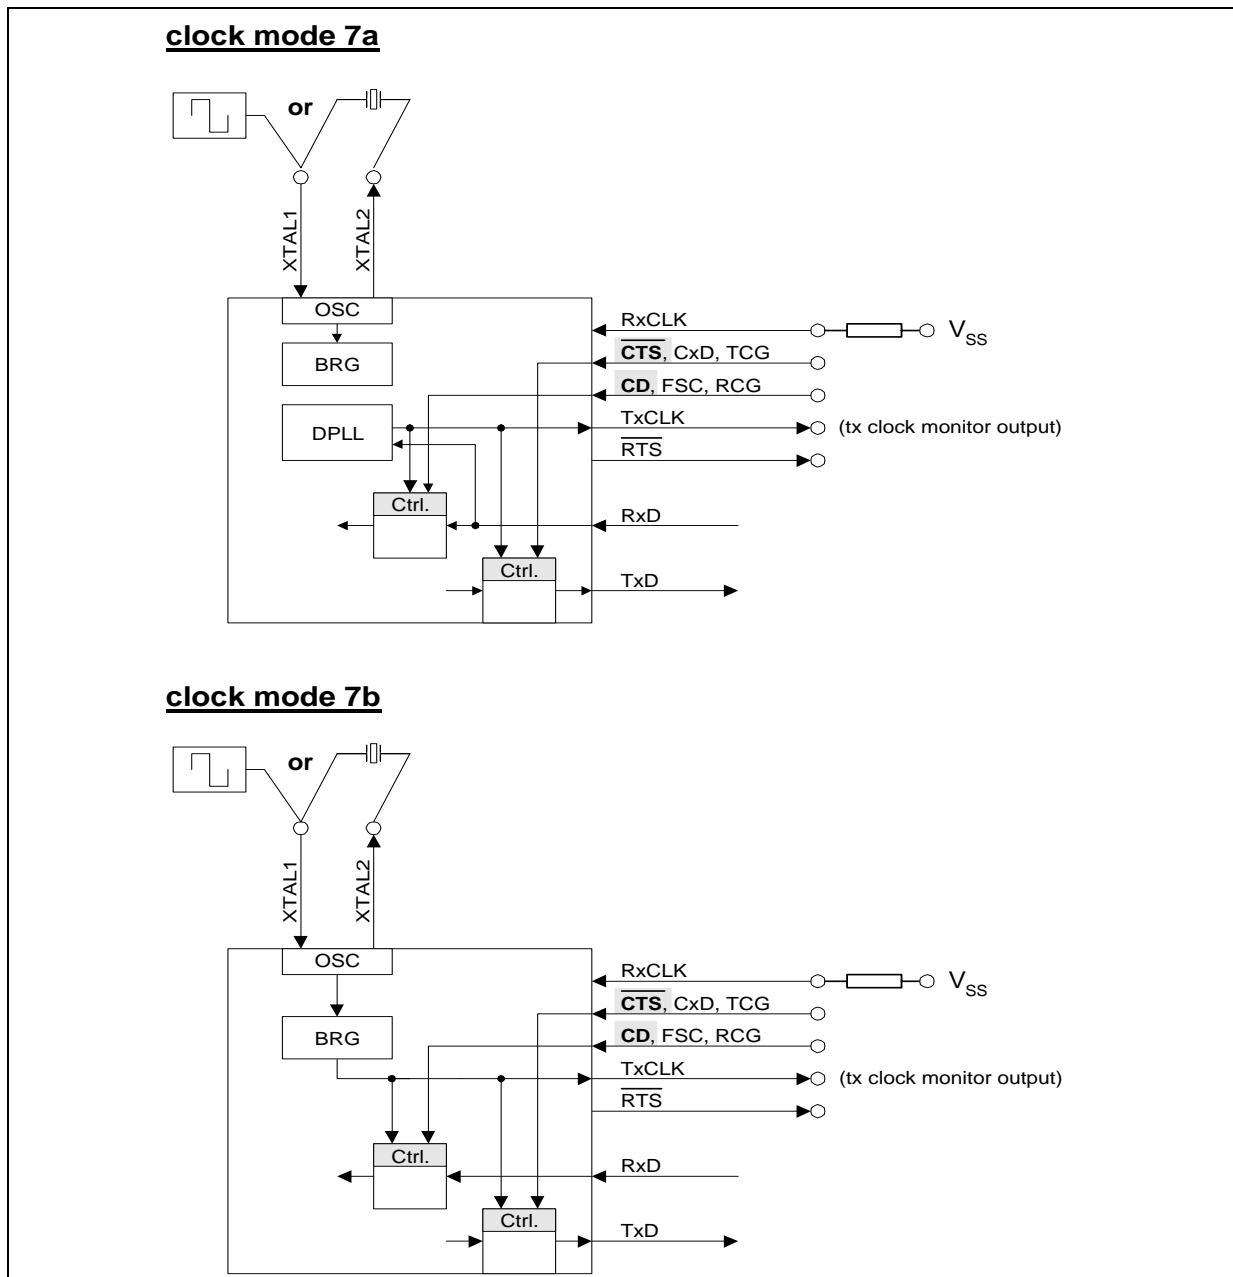 clock mode 7a
or
XTAL1
XTAL2
OSC
BRG
DPLL
RxCLK
VSS
CTS, CxD, TCG
CD, FSC, RCG
TxCLK
(tx clock monitor output)
RTS
Ctrl.
RxD
Ctrl.
TxD
clock mode 7b
or
XTAL1
XTAL2
OSC
BRG
RxCLK
VSS
CTS, CxD, TCG
CD, FSC, RCG
TxCLK
(tx clock monitor output)
RTS
Ctrl.
RxD
Ctrl.
TxD